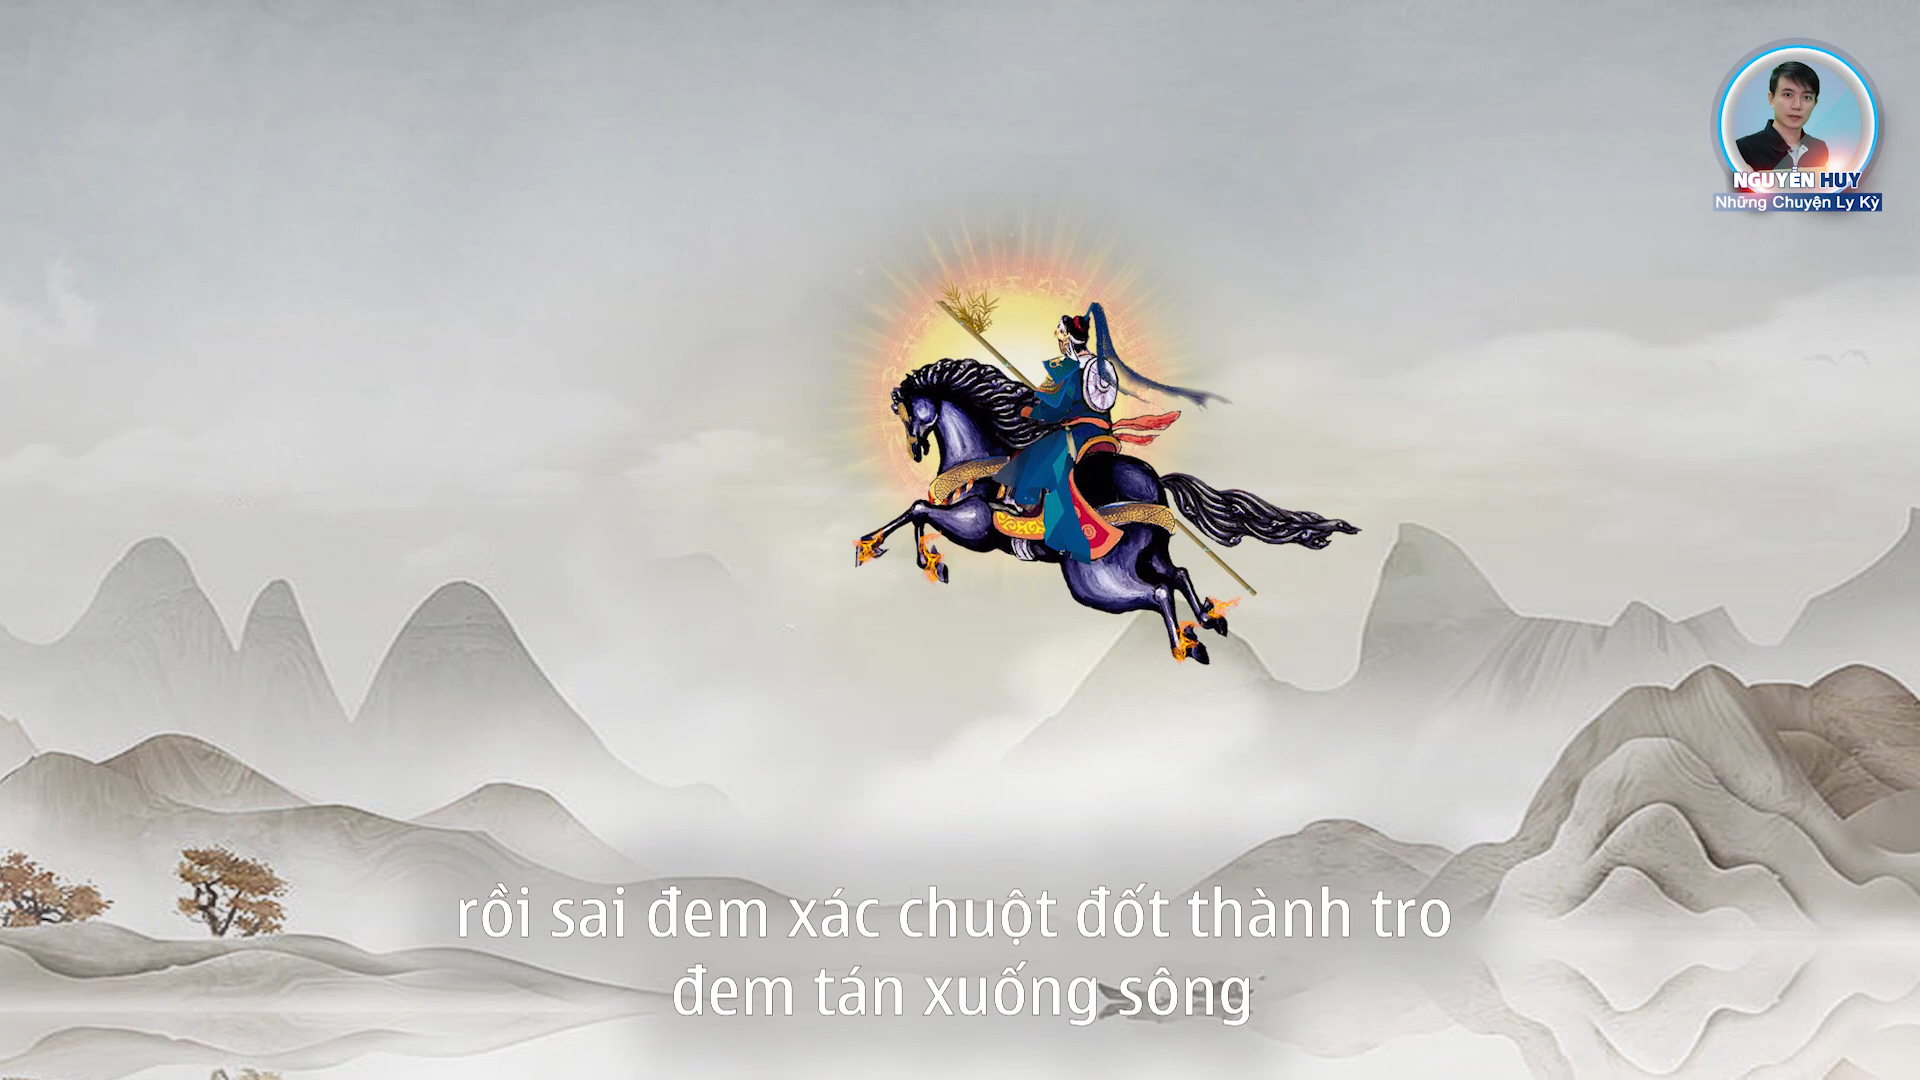 NGUYỄN HUY
Những Chuyện Ly Kỳ
rồi sai đem xác chuột đốt thành tro
đem tán xuống sông